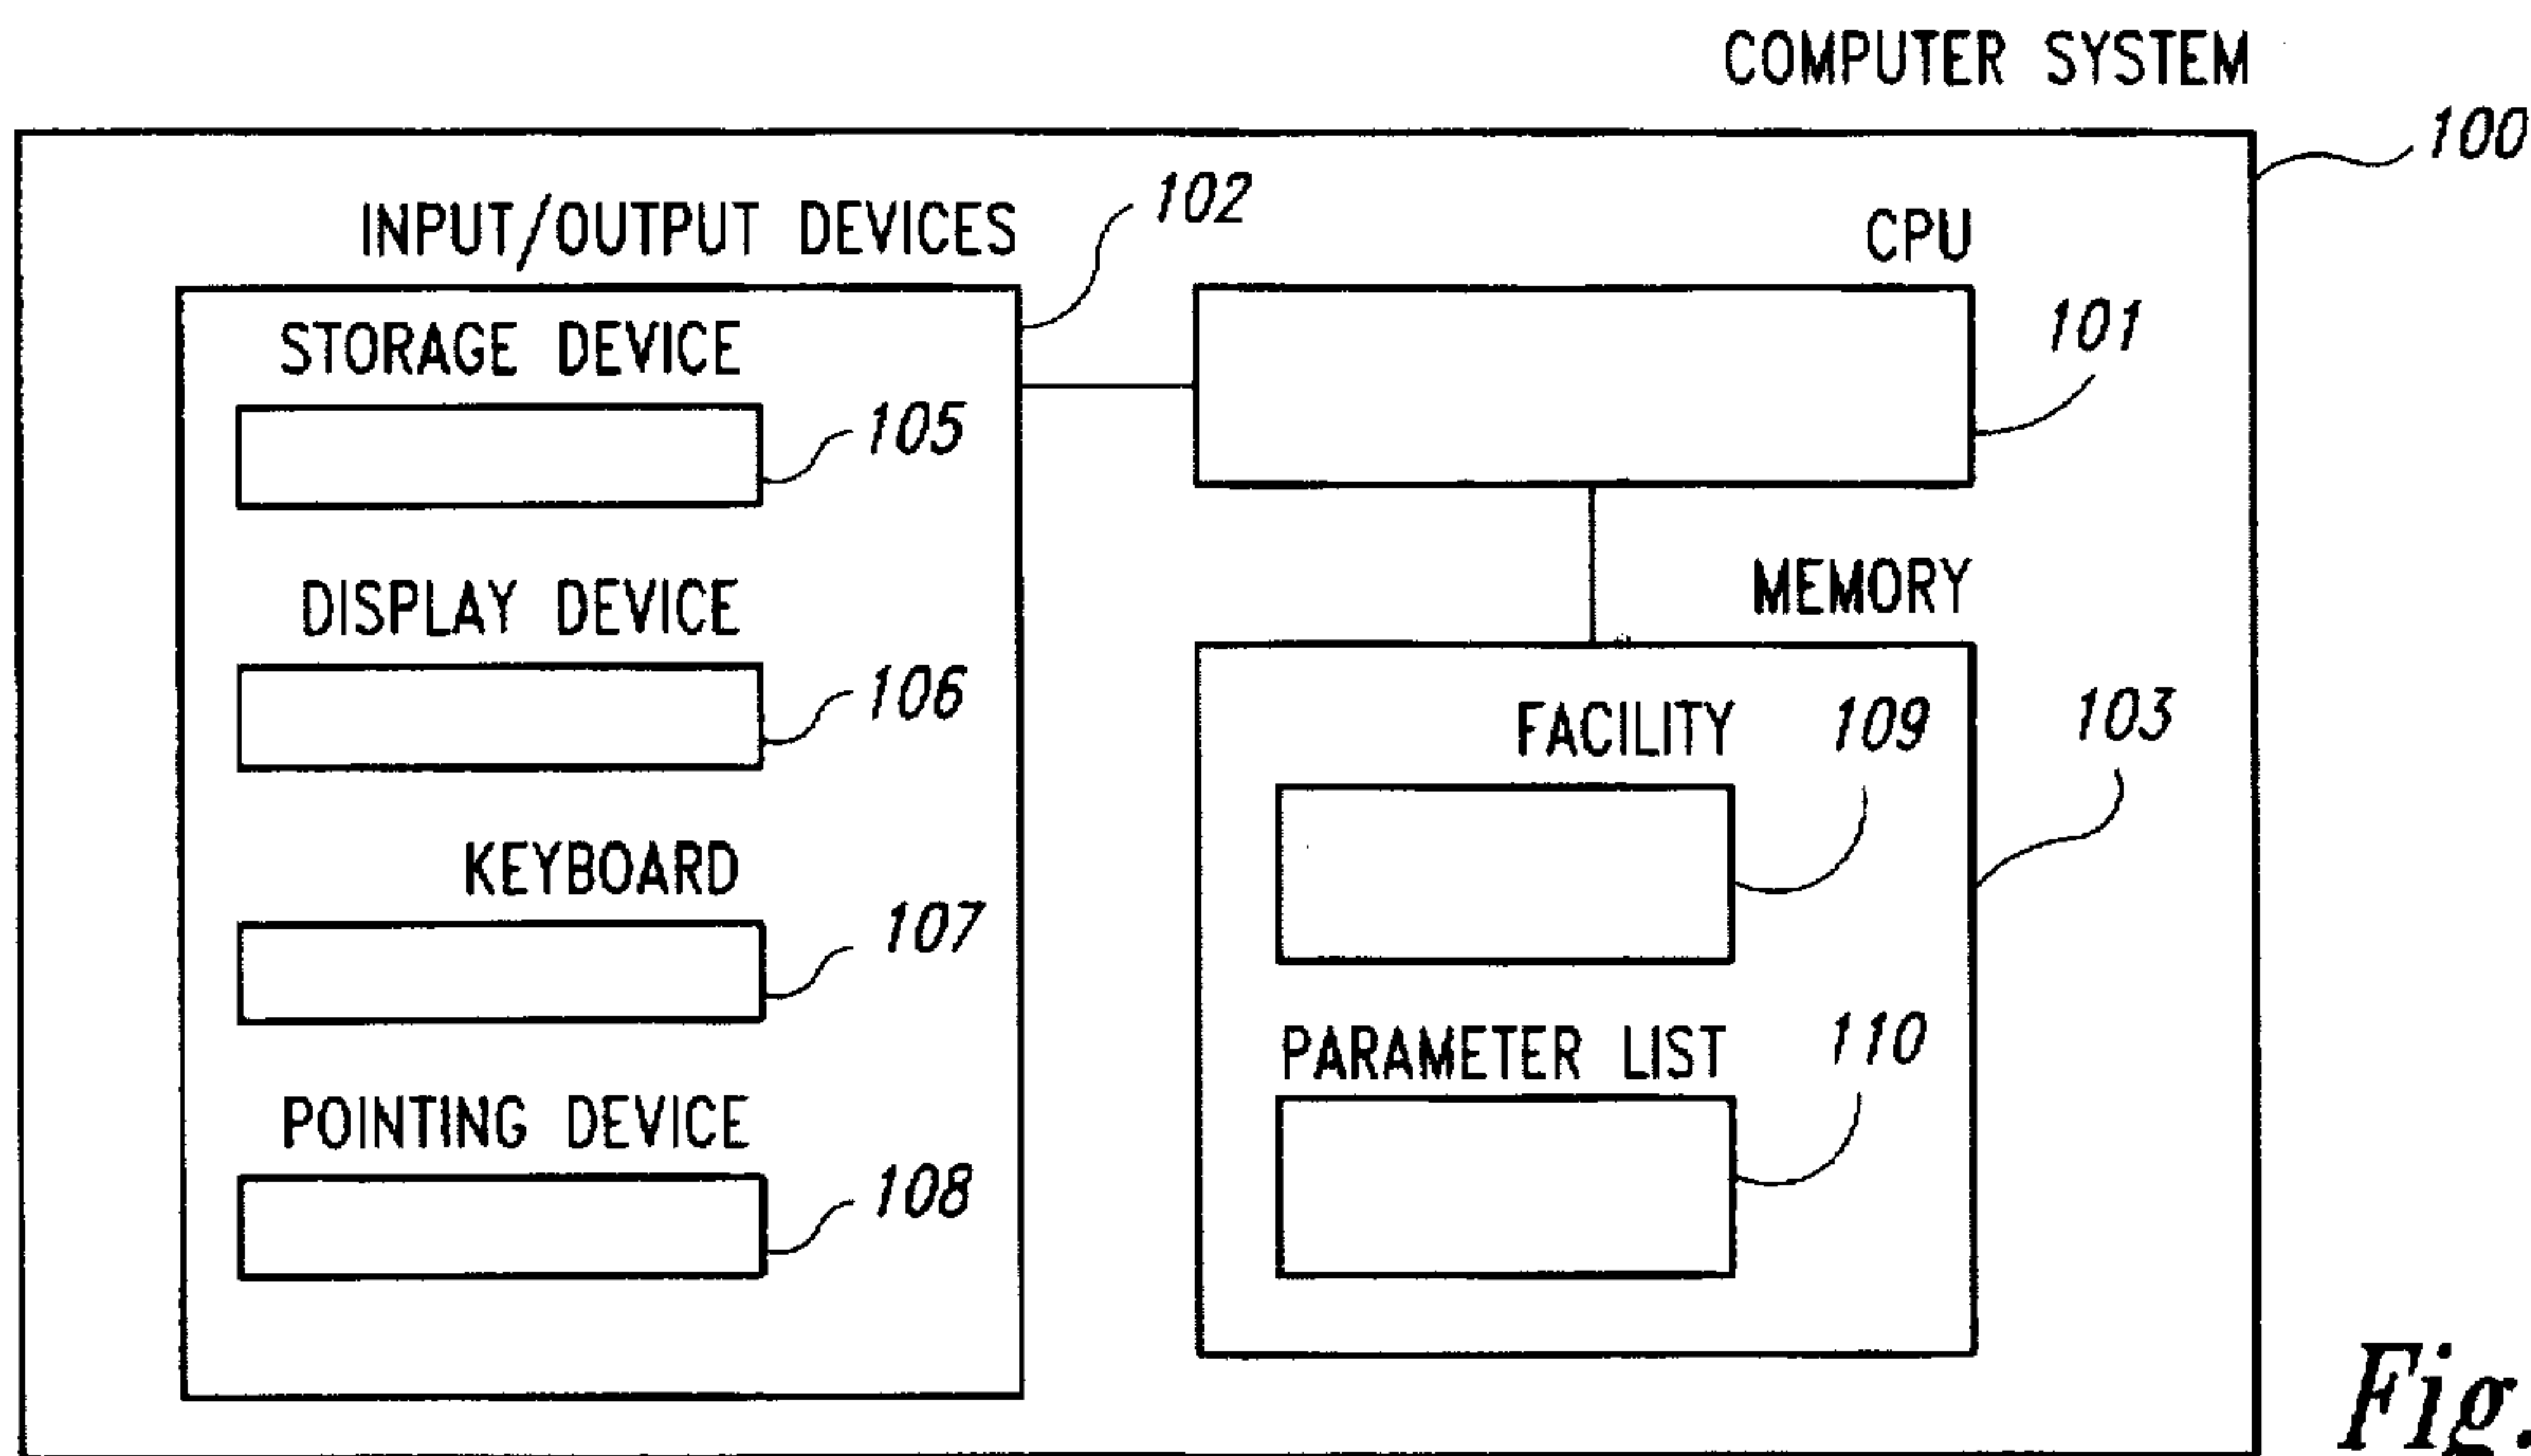 COMPUTER SYSTEM
100
INPUT/OUTPUT DEVICES
102
CPU
101
STORAGE DEVICE
105
DISPLAY DEVICE
106
KEYBOARD
107
POINTING DEVICE
108
MEMORY
103
FACILITY
109
PARAMETER LIST
110
Fig.